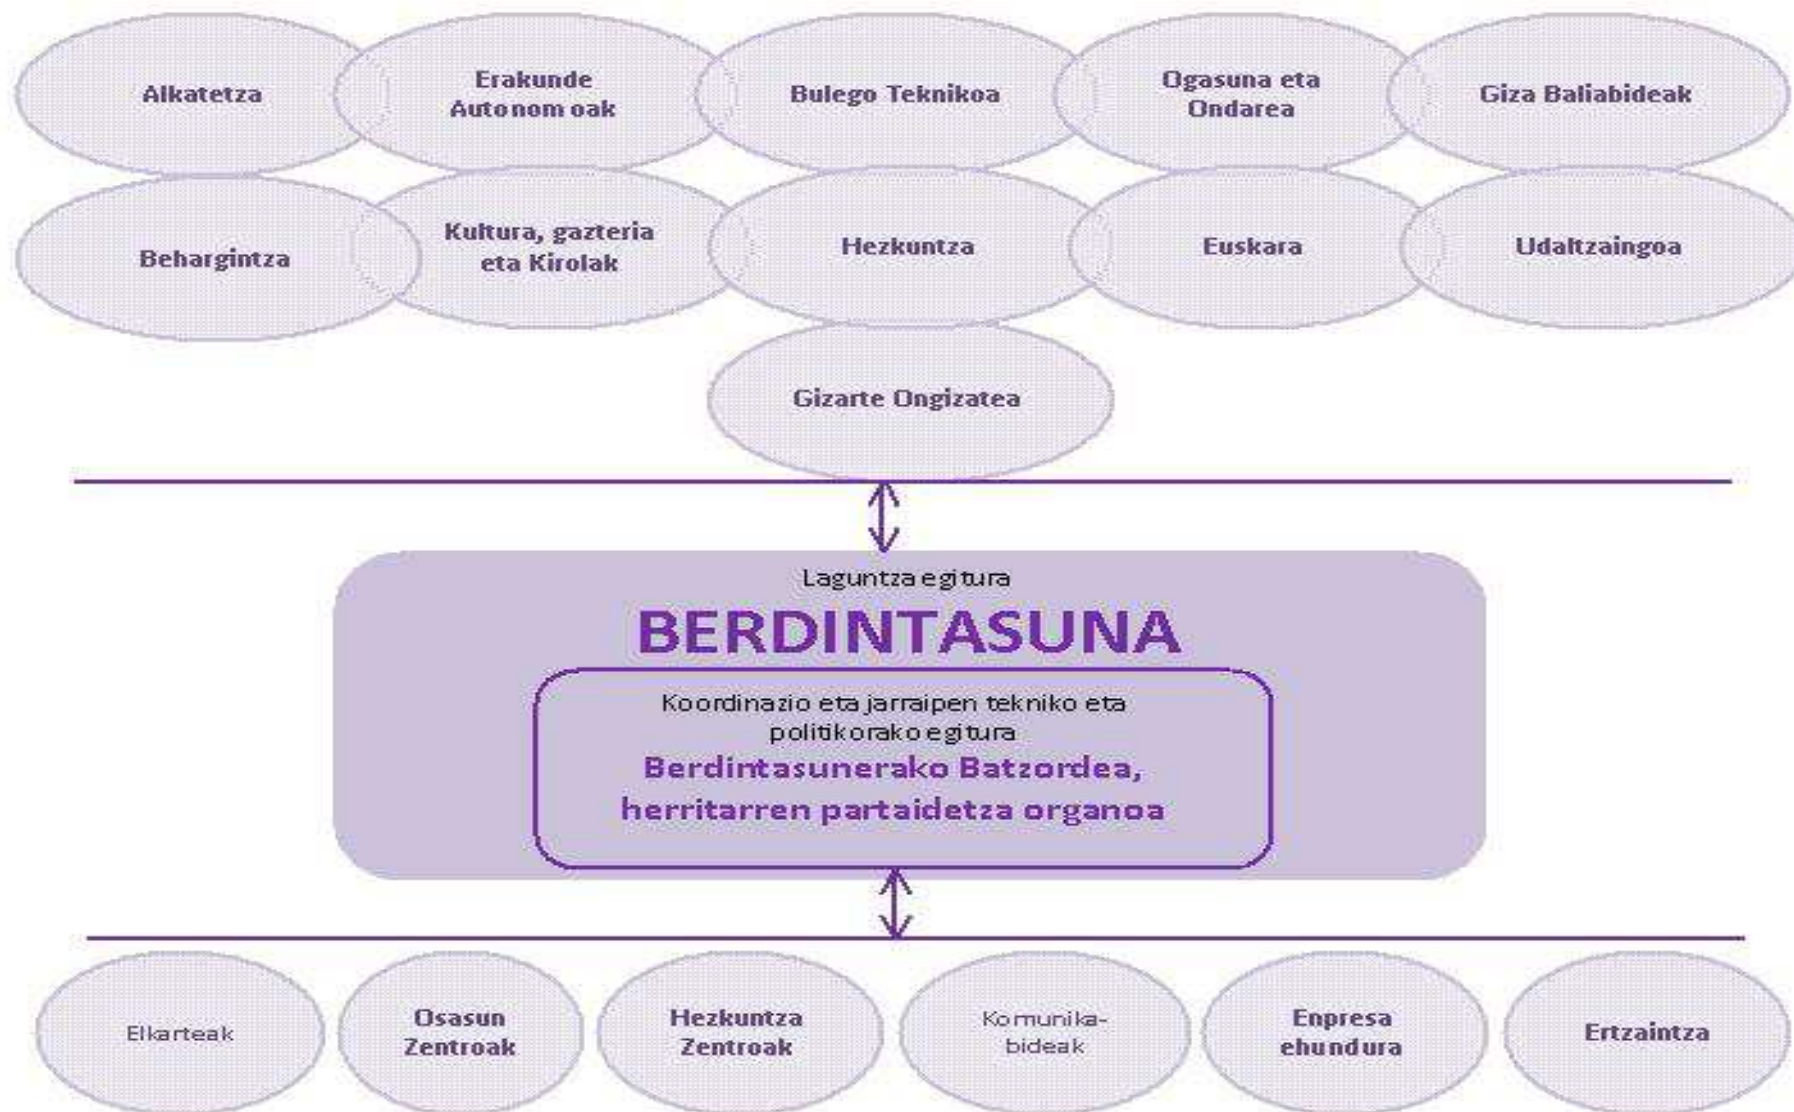 Alkatetza
Erakunde
Autonomoak
Bulego Teknikoa
Ogasuna eta
Ondarea
Giza Baliabideak
Behargintza
Kultura, gazteria
eta Kirolak
Hezkuntza
Euskara
Udaltzaingoa
Gizarte Ongizatea
Laguntza egitura
BERDINTASUNA
Koordinazio eta jarraipen tekniko eta
politikorako egitura
Berdintasunerako Batzordea,
herritarren partaidetza organoa
Elkarteak
Osasun
Zentroak
Hezkuntza
Zentroak
Komunika-
bideak
Enpresa
ehundura
Ertzaintza